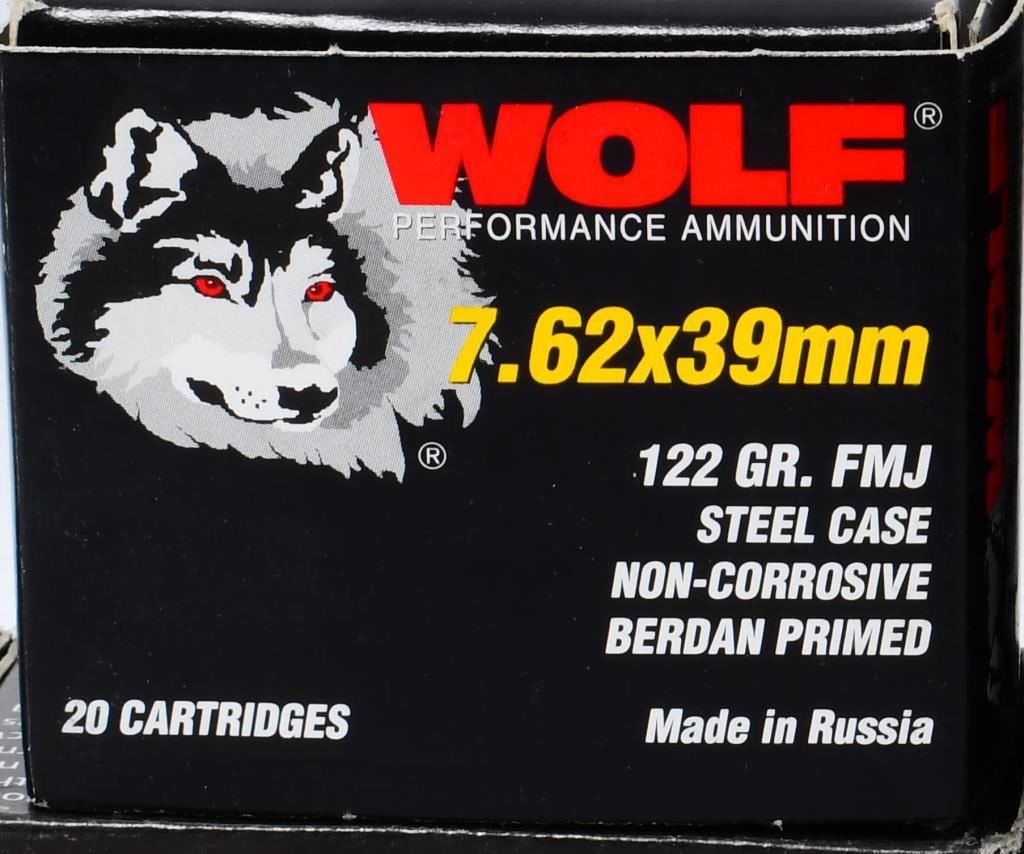 WOLF®
PERFORMANCE AMMUNITION
7.62x39mm
®
122 GR. FMJ
STEEL CASE
NON-CORROSIVE
BERDAN PRIMED
20 CARTRIDGES
Made in Russia
WOLF